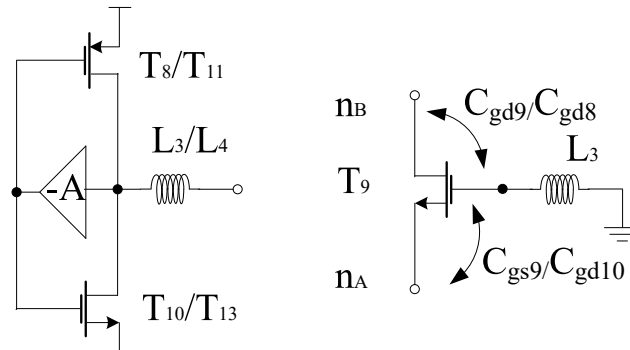 T8/T11
L3/L4
-A
T10/T13
nB
Cgd9/Cgd8
L3
T9
Cgs9/Cgd10
nA